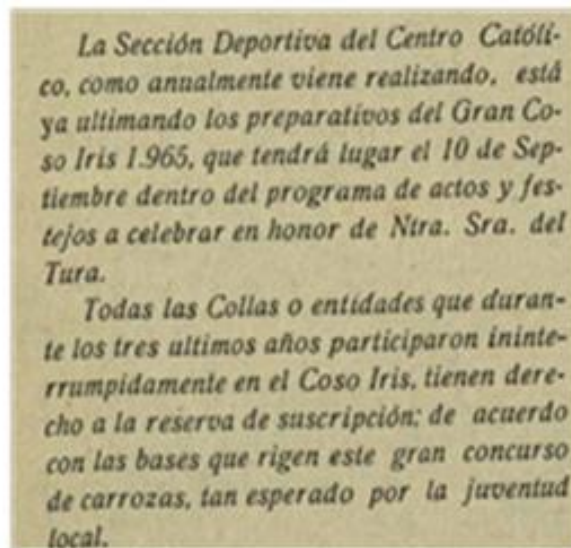 La Sección Deportiva del Centro Católi-
co, como anualmente viene realizando, está
ya ultimando los preparativos del Gran Co-
so Iris 1.965, que tendrá lugar el 10 de Sep-
tiembre dentro del programa de actos y fes-
tejos a celebrar en honor de Ntra. Sra. del
Tura.
Todas las Collas o entidades que duran-
te los tres ultimos años participaron ininte-
rrumpidamente en el Coso Iris, tienen dere-
cho a la reserva de suscripción; de acuerdo
con las bases que rigen este gran concurso
de carrozas, tan esperado por la juventud
local.